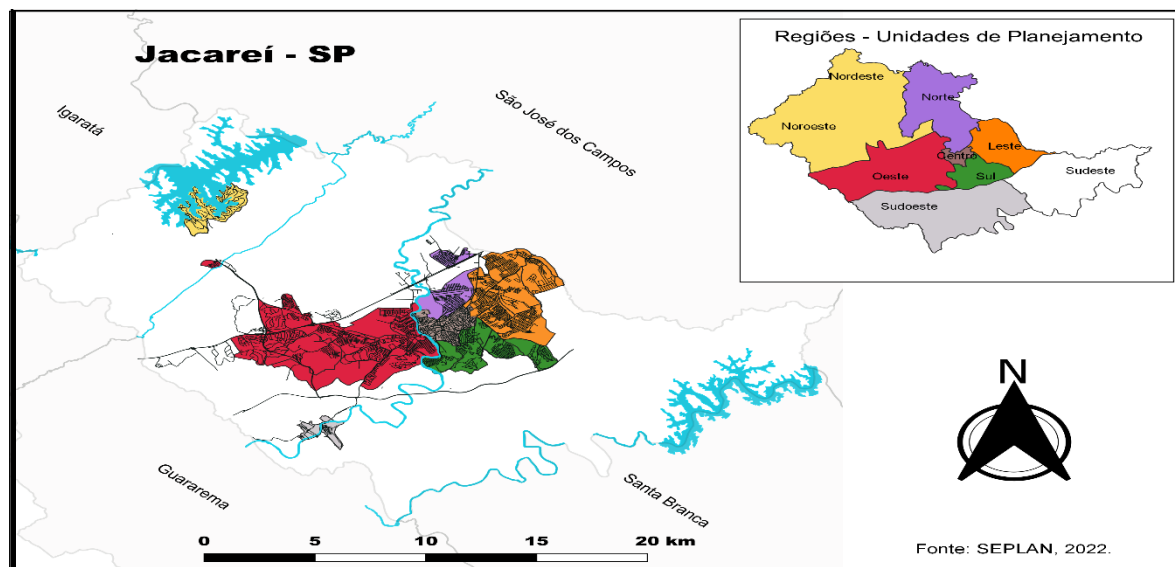 Jacareí - SP
Igaratá
São José dos Campos
Guararema
Santa Branca
0 5 10 15 20 km
Regiões - Unidades de Planejamento
Nordeste
Norte
Noroeste
Leste
Centro
Oeste
Sul
Sudeste
Sudoeste
N
Fonte: SEPLAN, 2022.